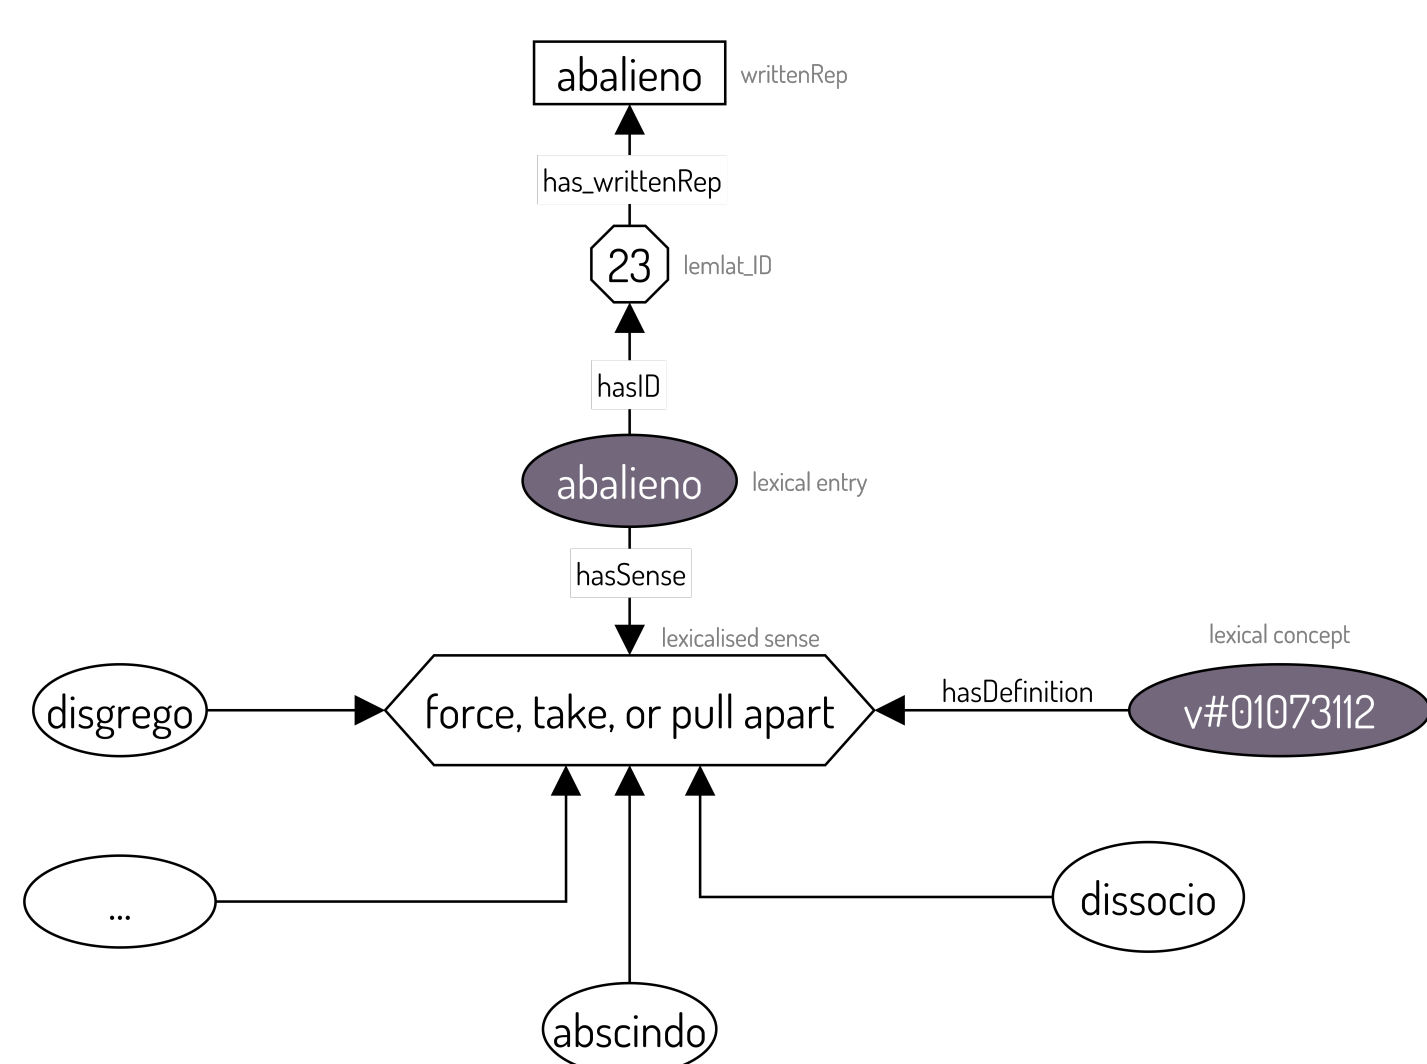 abalieno writtenRep
has_writtenRep
23 lemlat_ID
hasID
abalieno lexical entry
hasSense
lexicalised sense
lexical concept
disgrego
force, take, or pull apart
hasDefinition
v#01073112
...
dissocio
abscindo